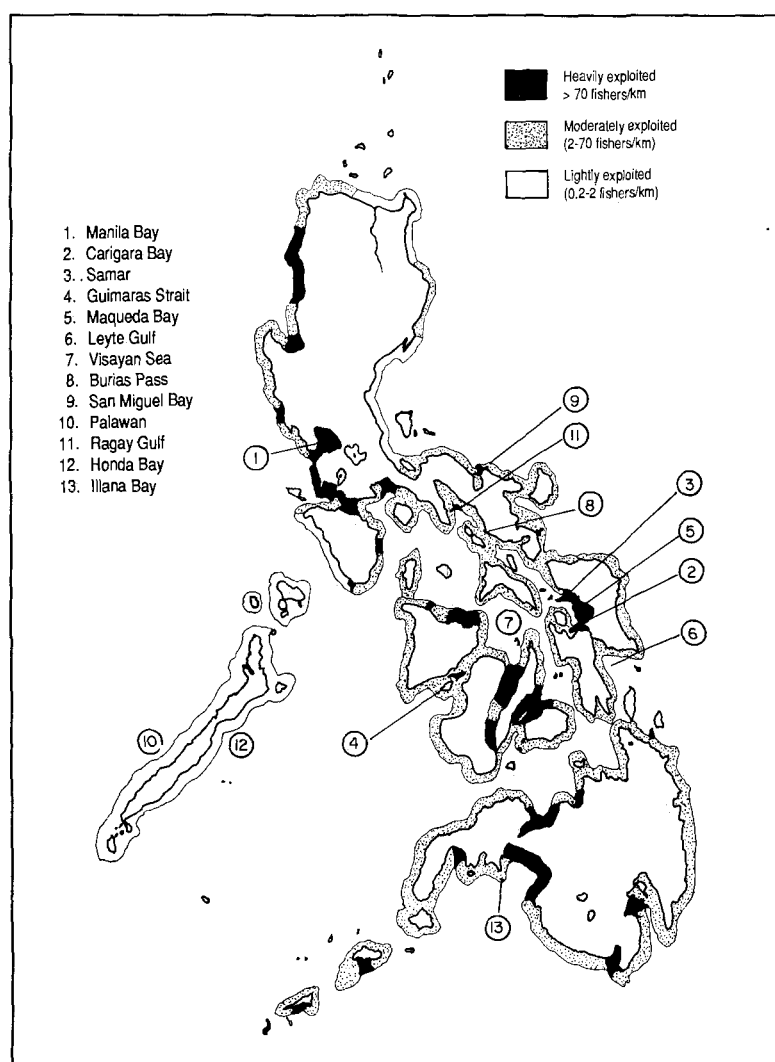 Heavily exploited
> 70 fishers/km
Moderately exploited
(2-70 fishers/km)
Lightly exploited
(0.2-2 fishers/km)
1. Manila Bay
2. Carigara Bay
3. . Samar
4. Guimaras Strait
5. Maqueda Bay
6. Leyte Gulf
7. Visayan Sea
8. Burias Pass
9. San Miguel Bay
10. Palawan
11. Ragay Gulf
12. Honda Bay
13. Illana Bay
9
11
1
8
3
5
2
7
6
4
10
12
13